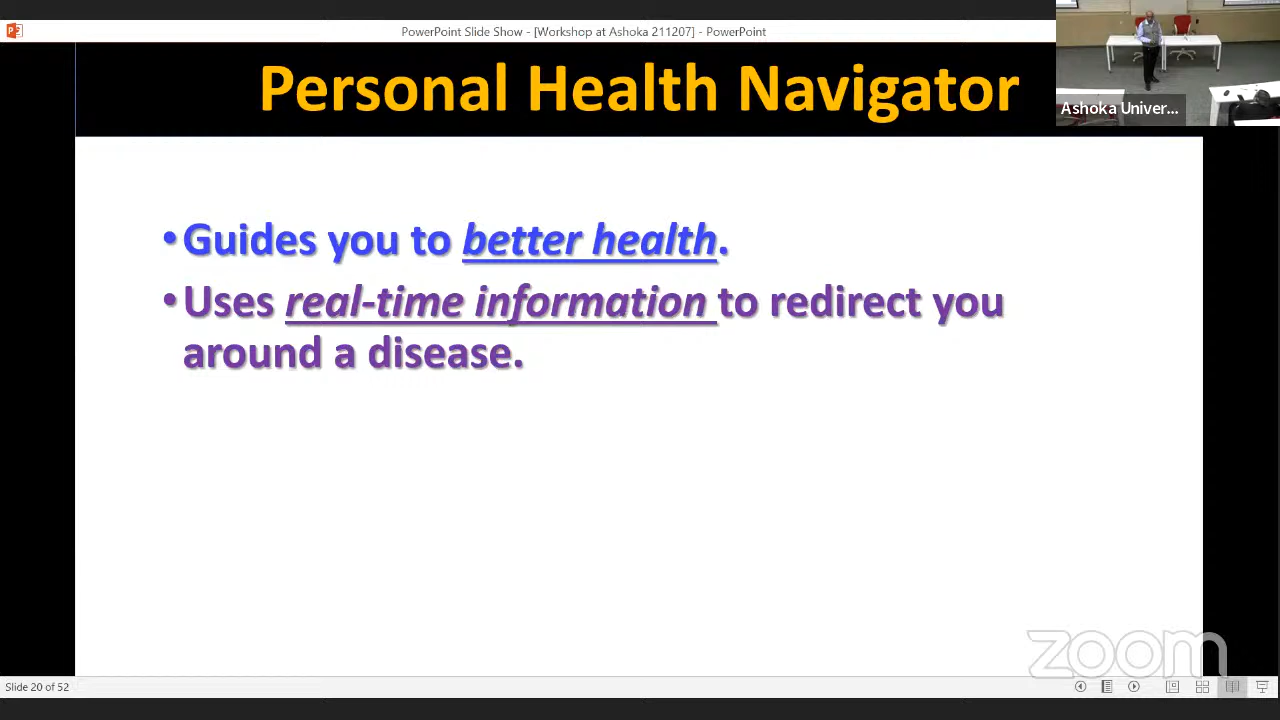 PowerPoint Slide Show - [Workshop at Ashoka 211207] - PowerPoint
Personal Health Navigator
Ashoka Univer...
•Guides you to better health.
•Uses real-time information to redirect you
around a disease.
zoom
Slide 20 of 52